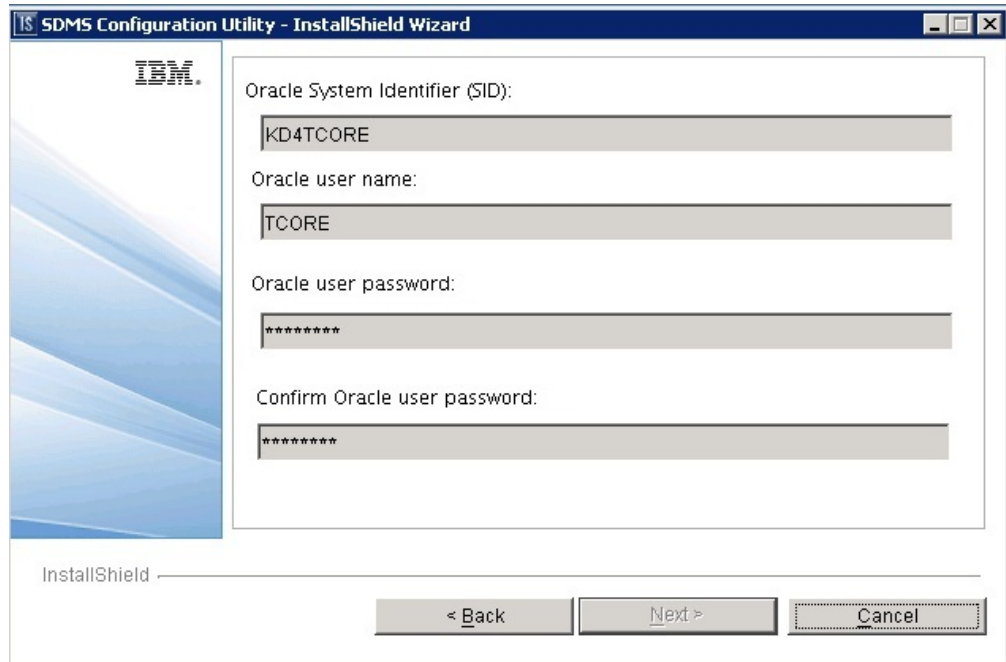 IS SDMS Configuration Utility - InstallShield Wizard
IBM.
Oracle System Identifier (SID):
KD4TCORE
Oracle user name:
TCORE
Oracle user password:
********
Confirm Oracle user password:
********
InstallShield
< Back Next > Cancel